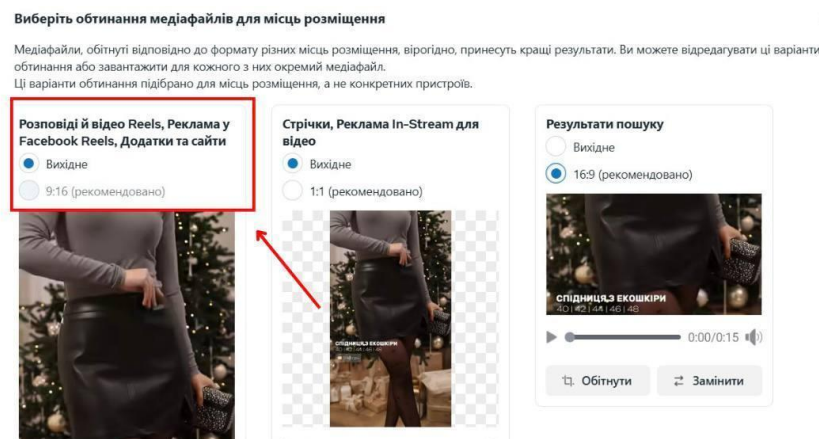 Виберіть обтинання медіафайлів для місць розміщення
Медіафайли, обітнуті відповідно до формату різних місць розміщення, вірогідно, принесуть кращі результати. Ви можете відредагувати ці варіанти
обтинання або завантажити для кожного з них окремий медіафайл.
Ці варіанти обтинання підібрано для місць розміщення, а не конкретних пристроїв.
Розповіді й відео Reels, Реклама у
Facebook Reels, Додатки та сайти
Вихідне
9:16 (рекомендовано)
Стрічки, Реклама In-Stream для
відео
Вихідне
1:1 (рекомендовано)
СПІДНИЦЯ З ЕКОШКІРИ
Результати пошуку
Вихідне
16:9 (рекомендовано)
СПІДНИЦЯ З ЕКОШКІРИ
40|42|44|46|48
0:00/0:15
Обітнути
Замінити